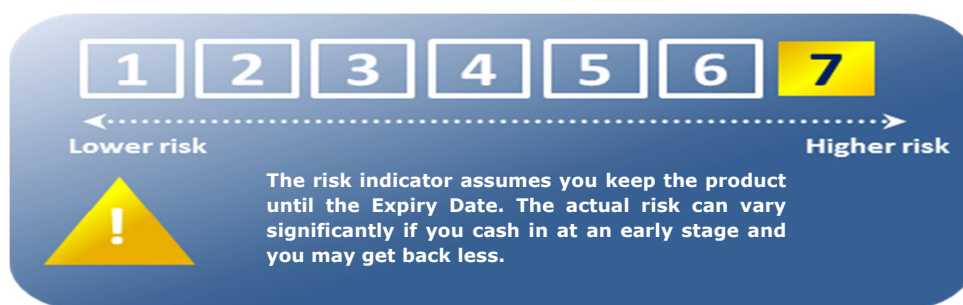 1 2 3 4 5 6 7
Lower risk Higher risk
!
The risk indicator assumes you keep the product
until the Expiry Date. The actual risk can vary
significantly if you cash in at an early stage and
you may get back less.